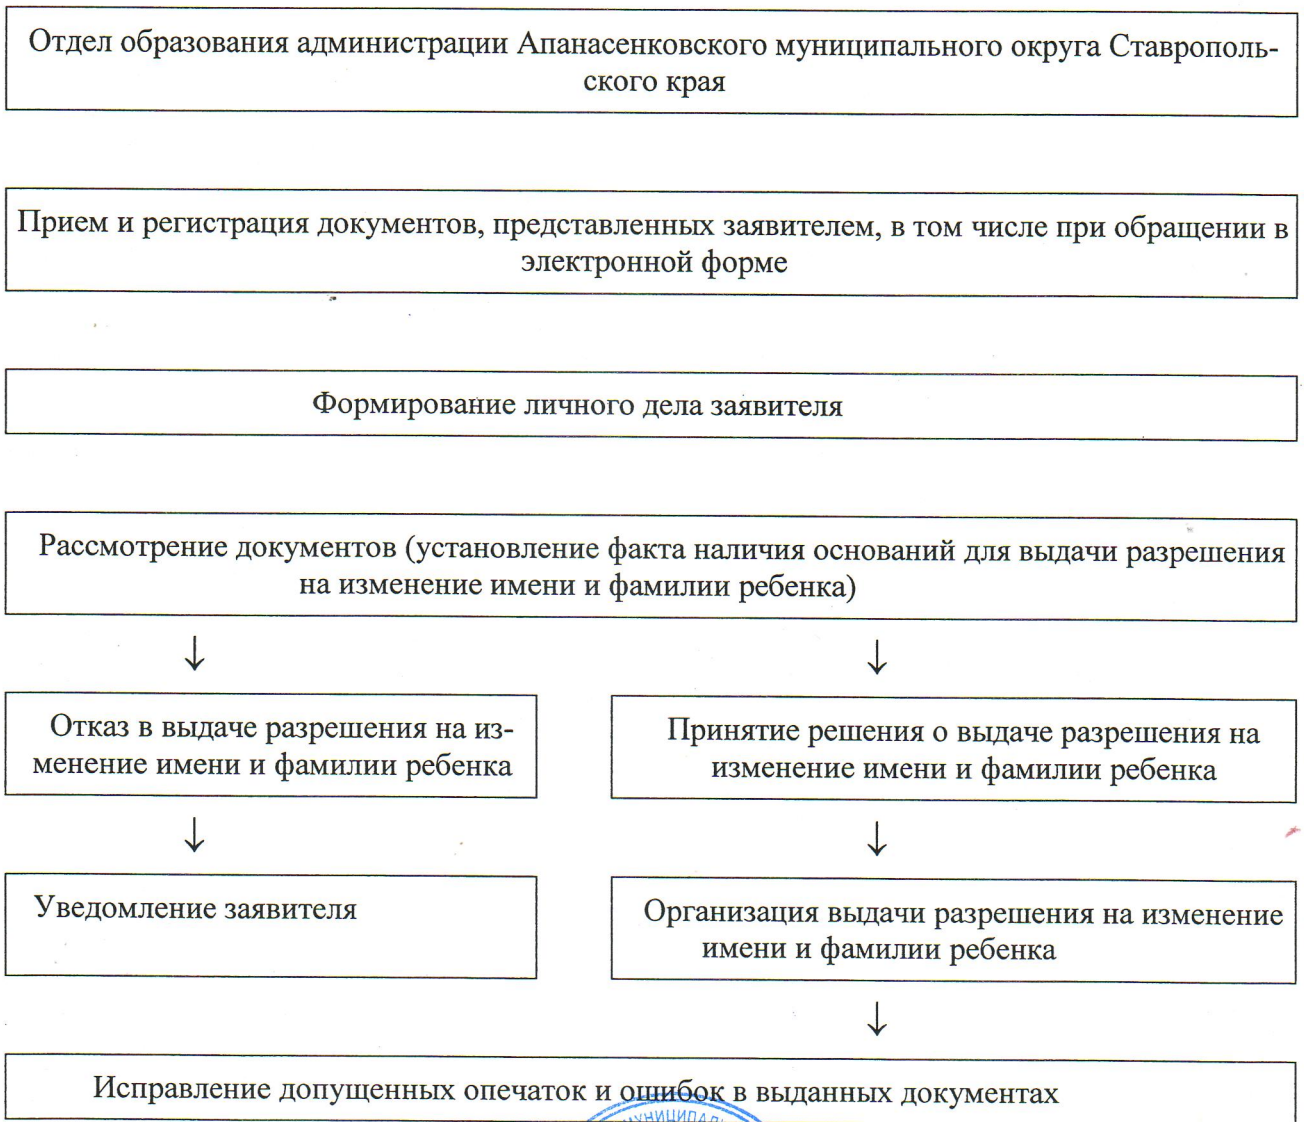 Отдел образования администрации Апанасенковского муниципального округа Ставрополь-
ского края
Прием и регистрация документов, представленных заявителем, в том числе при обращении в
электронной форме
Формирование личного дела заявителя
Рассмотрение документов (установление факта наличия оснований для выдачи разрешения
на изменение имени и фамилии ребенка)
↓
↓
Отказ в выдаче разрешения на из-
менение имени и фамилии ребенка
Принятие решения о выдаче разрешения на
изменение имени и фамилии ребенка
↓
↓
Уведомление заявителя
Организация выдачи разрешения на изменение
имени и фамилии ребенка
↓
Исправление допущенных опечаток и ошибок в выданных документах